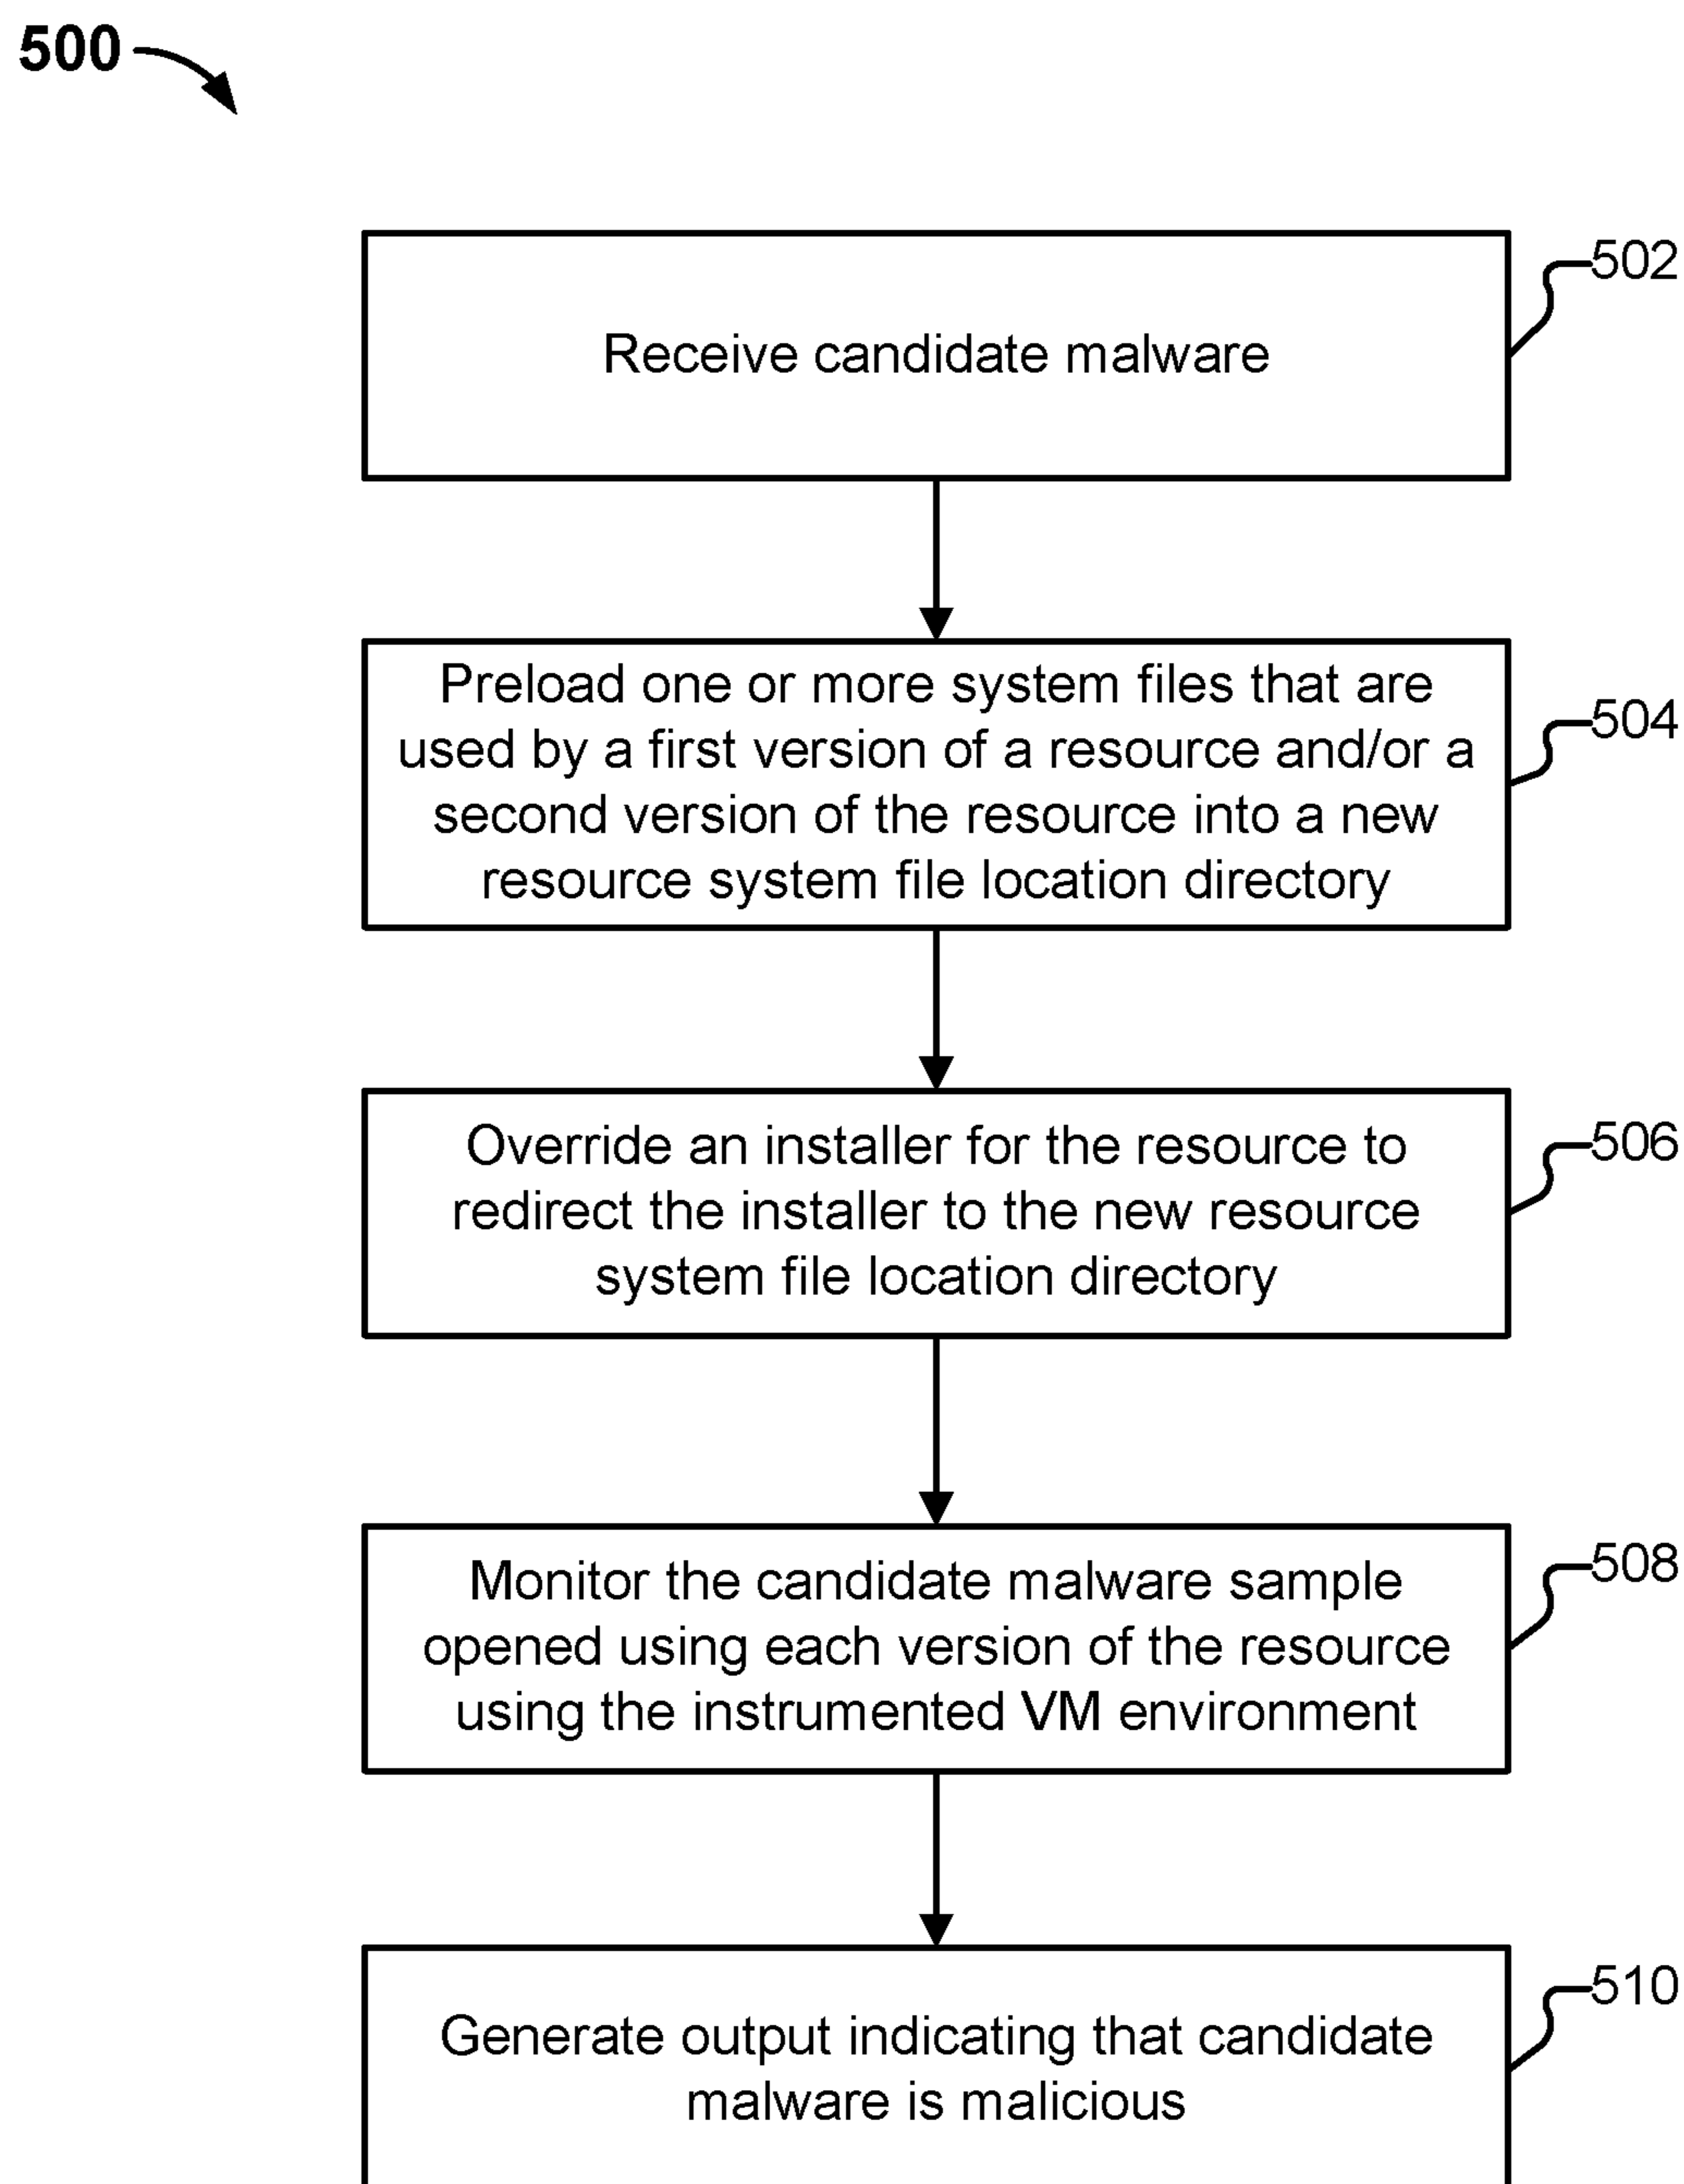 500
502
Receive candidate malware
Preload one or more system files that are
used by a first version of a resource and/or a
second version of the resource into a new
resource system file location directory
504
Override an installer for the resource to
redirect the installer to the new resource
system file location directory
506
Monitor the candidate malware sample
opened using each version of the resource
using the instrumented VM environment
508
Generate output indicating that candidate
malware is malicious
510